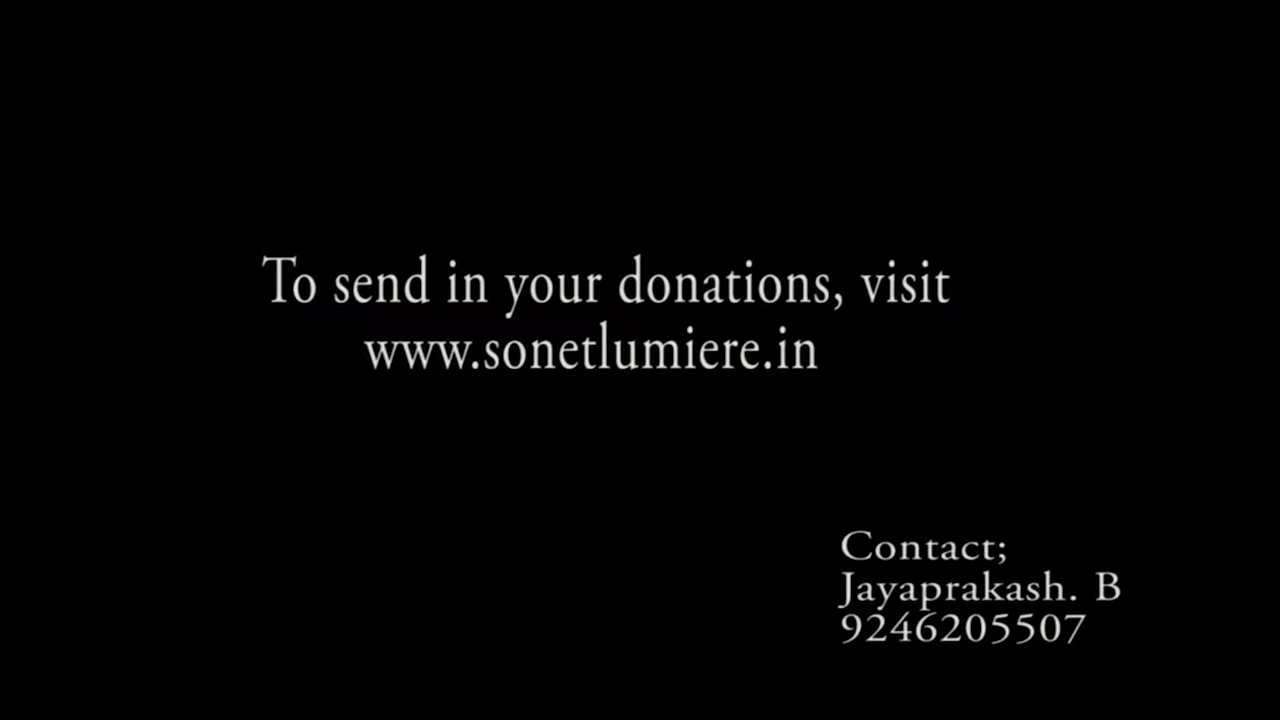 To send in your donations, visit
www.sonetlumiere.in
Contact;
Jayaprakash. B
9246205507